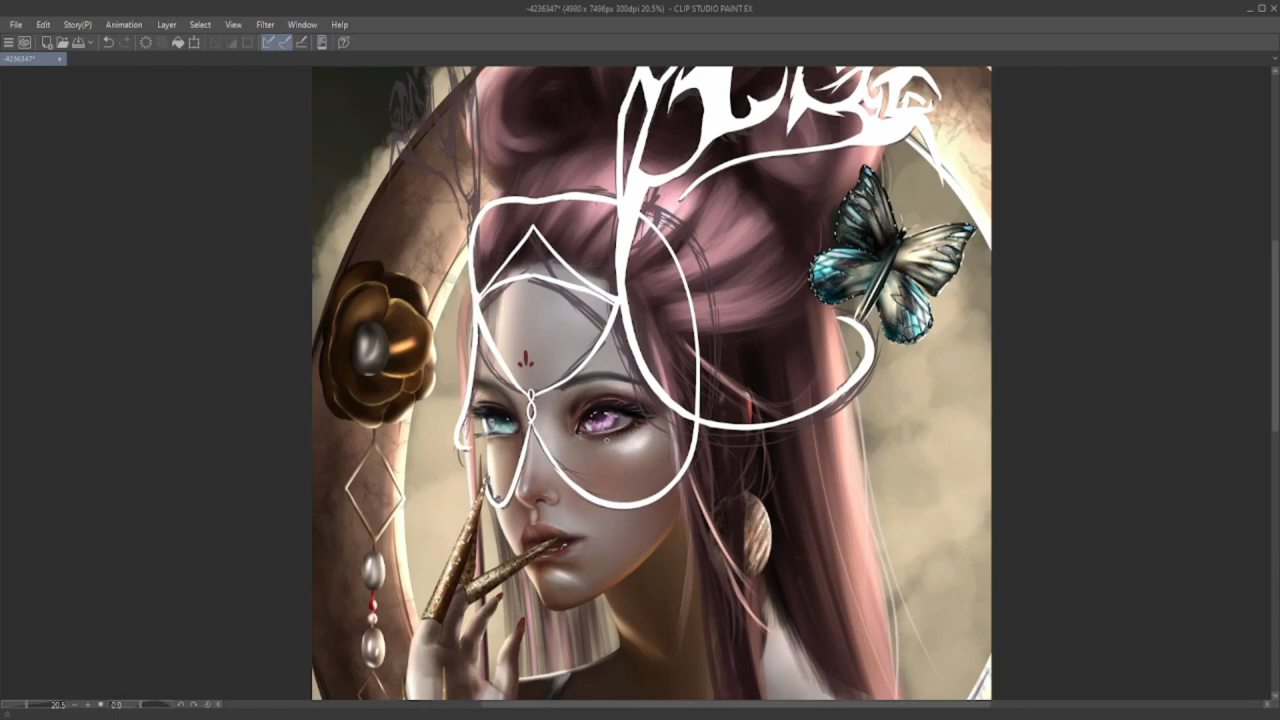 -4236347* (4980 x 7496px 300dpi 20.5%) - CLIP STUDIO PAINT EX
File Edit Story(P) Animation Layer Select View Filter Window Help
-4236347*
20.5 0.0